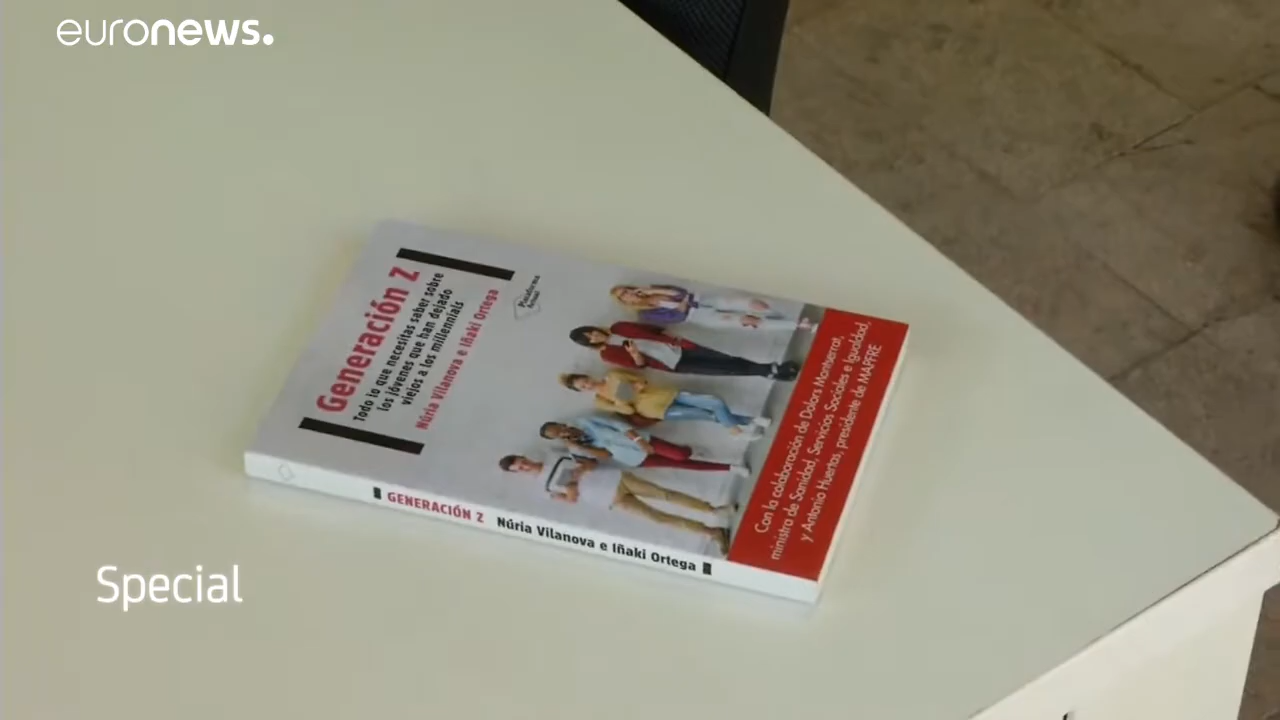 euronews.
Generación Z
Todo lo que necesitas saber sobre
los jóvenes que han dejado
viejos a los millennials
Núria Vilanova e Iñaki Ortega
Plataforma
Actual
Con la colaboración de Dolors Montserrat,
ministra de Sanidad, Servicios Sociales e Igualdad,
y Antonio Huertas, presidente de MAPFRE
GENERACIÓN Z Núria Vilanova e Iñaki Ortega
Special